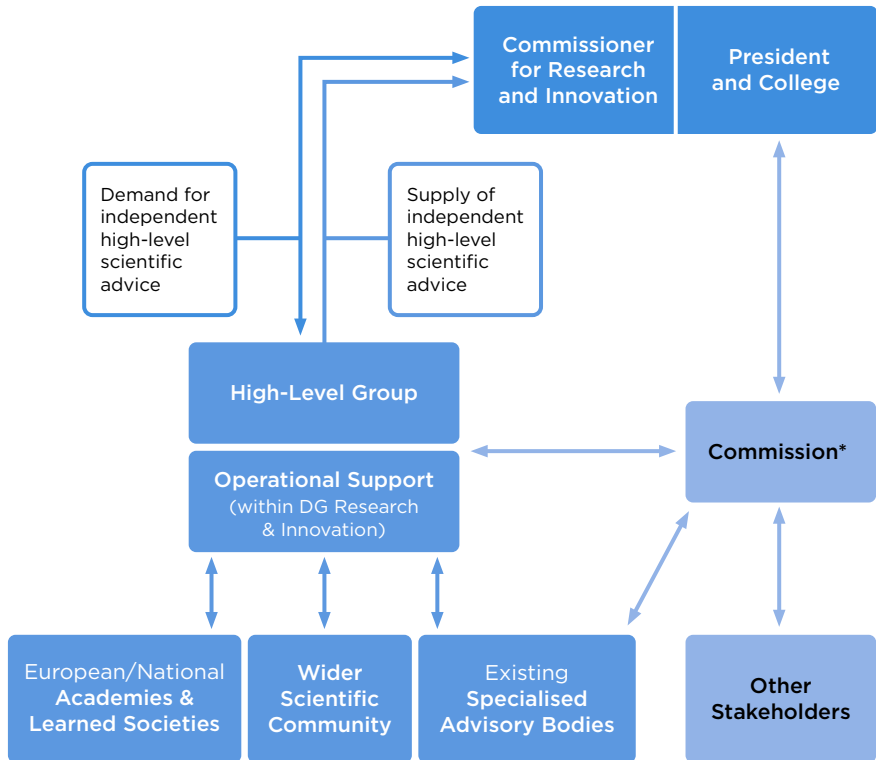 Commissioner
for Research
and Innovation
President
and College
Demand for
independent
high-level
scientific
advice
Supply of
independent
high-level
scientific
advice
High-Level Group
Operational Support
(within DG Research
& Innovation)
Commission*
European/National
Academies &
Learned Societies
Wider
Scientific
Community
Existing
Specialised
Advisory Bodies
Other
Stakeholders